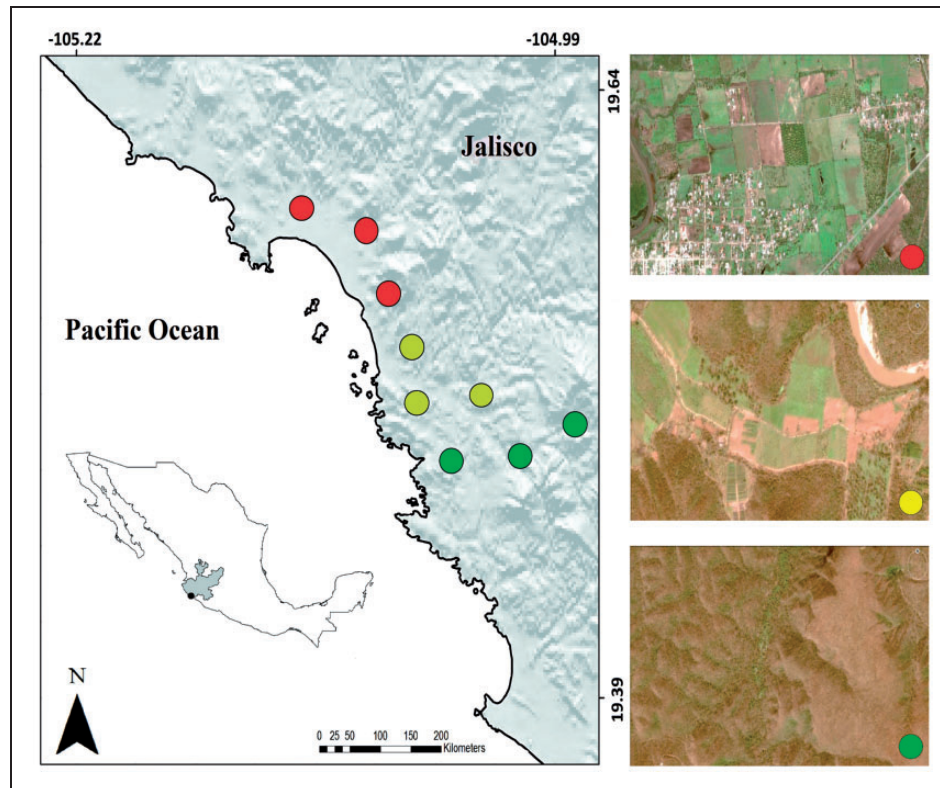 -105.22
-104.99
19.64
Jalisco
Pacific Ocean
19.39
N
0 25 50 100 150 200
Kilometers